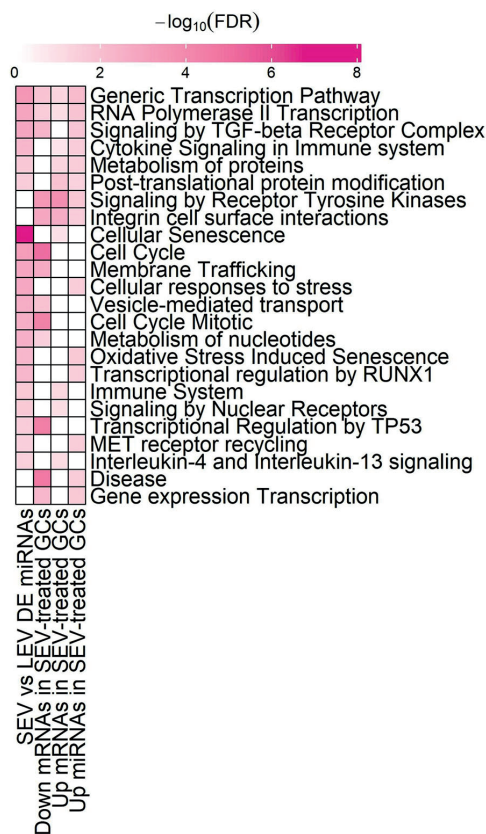 −log10(FDR)
0 2 4 6 8
Generic Transcription Pathway
RNA Polymerase II Transcription
Signaling by TGF-beta Receptor Complex
Cytokine Signaling in Immune system
Metabolism of proteins
Post-translational protein modification
Signaling by Receptor Tyrosine Kinases
Integrin cell surface interactions
Cellular Senescence
Cell Cycle
Membrane Trafficking
Cellular responses to stress
Vesicle-mediated transport
Cell Cycle Mitotic
Metabolism of nucleotides
Oxidative Stress Induced Senescence
Transcriptional regulation by RUNX1
Immune System
Signaling by Nuclear Receptors
Transcriptional Regulation by TP53
MET receptor recycling
Interleukin-4 and Interleukin-13 signaling
Disease
Gene expression Transcription
SEV vs LEV DE miRNAs
Down mRNAs in SEV-treated GCs
Up mRNAs in SEV-treated GCs
Up miRNAs in SEV-treated GCs